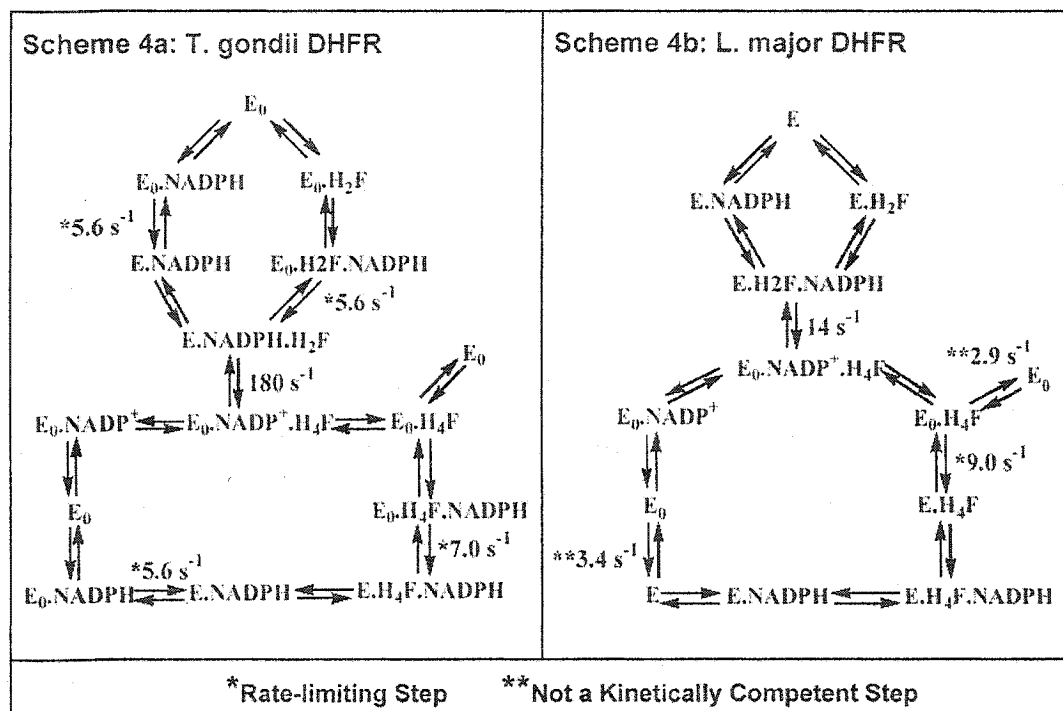 Scheme 4a: T. gondii DHFR
E₀
E₀.NADPH E₀.H₂F
*5.6 s⁻¹
E.NADPH E₀.H2F.NADPH
*5.6 s⁻¹
E.NADPH.H₂F
180 s⁻¹
E₀
E₀.NADP⁺ E₀.NADP⁺.H₄F E₀.H₄F
E₀
E₀.H₄F.NADPH
*7.0 s⁻¹
*5.6 s⁻¹
E₀.NADPH E.NADPH E.H₄F.NADPH
Scheme 4b: L. major DHFR
E
E.NADPH E.H₂F
E.H2F.NADPH
14 s⁻¹
**2.9 s⁻¹
E₀.NADP⁺.H₄F
E₀
E₀.NADP⁺ E₀.H₄F
*9.0 s⁻¹
E₀ E.H₄F
**3.4 s⁻¹
E E.NADPH E.H₄F.NADPH
*Rate-limiting Step **Not a Kinetically Competent Step